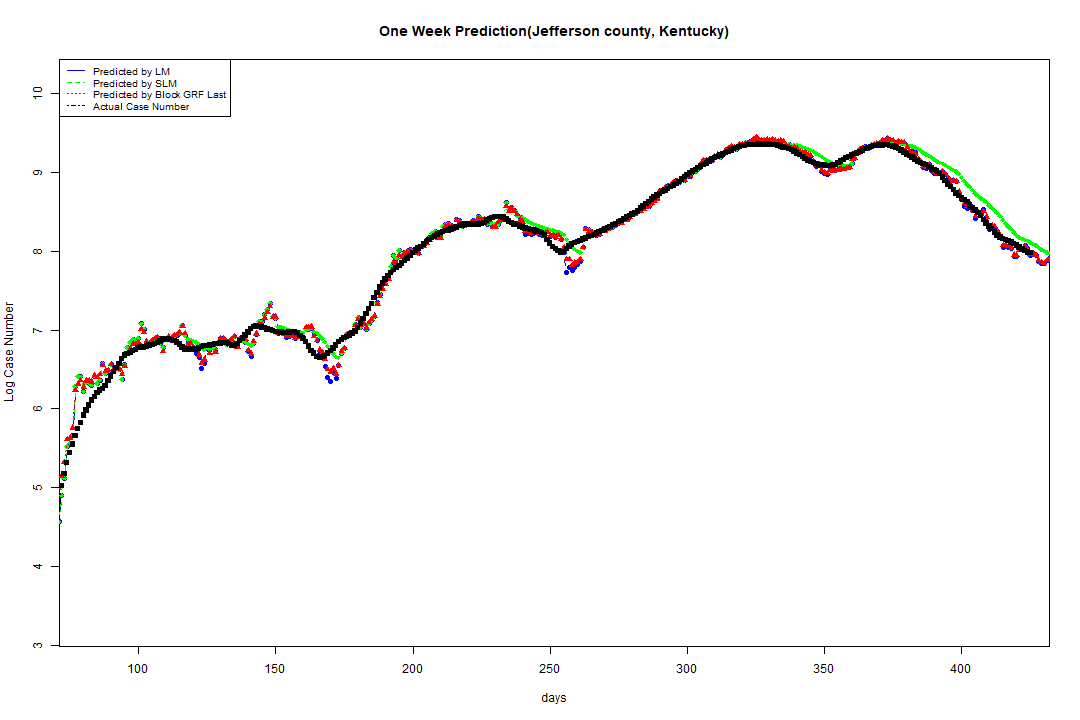 One Week Prediction(Jefferson county, Kentucky)
Predicted by LM
Predicted by SLM
Predicted by Block GRF Last
Actual Case Number
Log Case Number
10
9
8
7
6
5
4
3
100 150 200 250 300 350 400
days